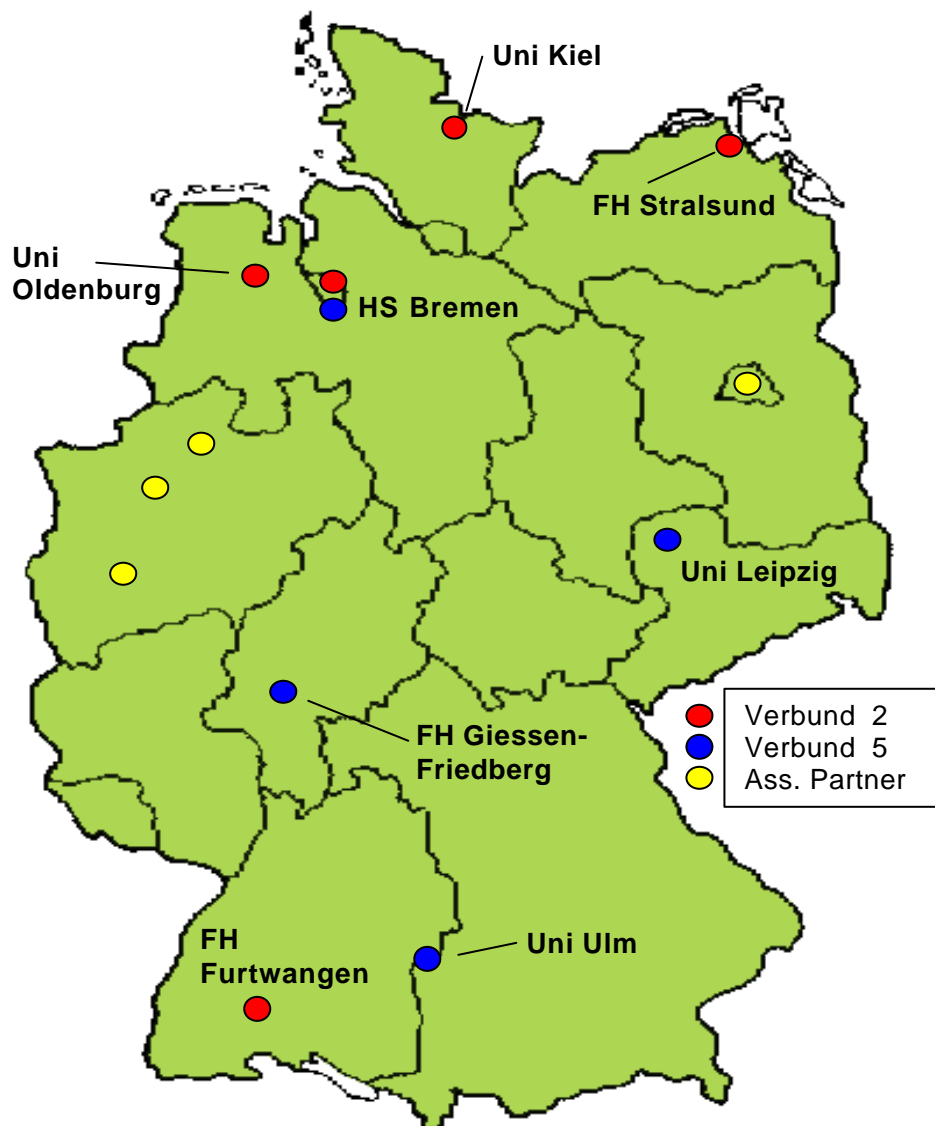 Uni Kiel
FH Stralsund
Uni
Oldenburg
HS Bremen
Uni Leipzig
Verbund 2
Verbund 5
Ass. Partner
FH Giessen-
Friedberg
FH
Furtwangen
Uni Ulm